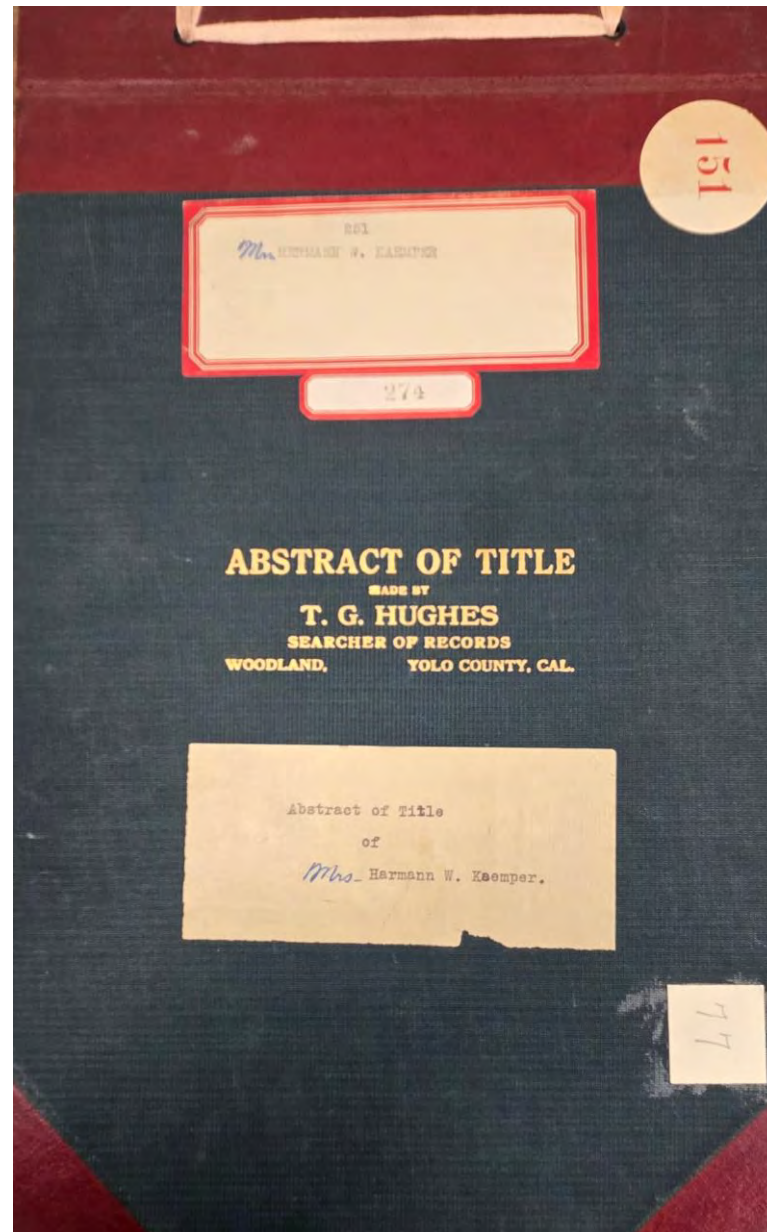 151
251
Mrs HERMANN W. KAEMPER
274
ABSTRACT OF TITLE
MADE BY
T. G. HUGHES
SEARCHER OF RECORDS
WOODLAND, YOLO COUNTY, CAL.
Abstract of Title
of
Mrs- Harmann W. Kaemper.
77